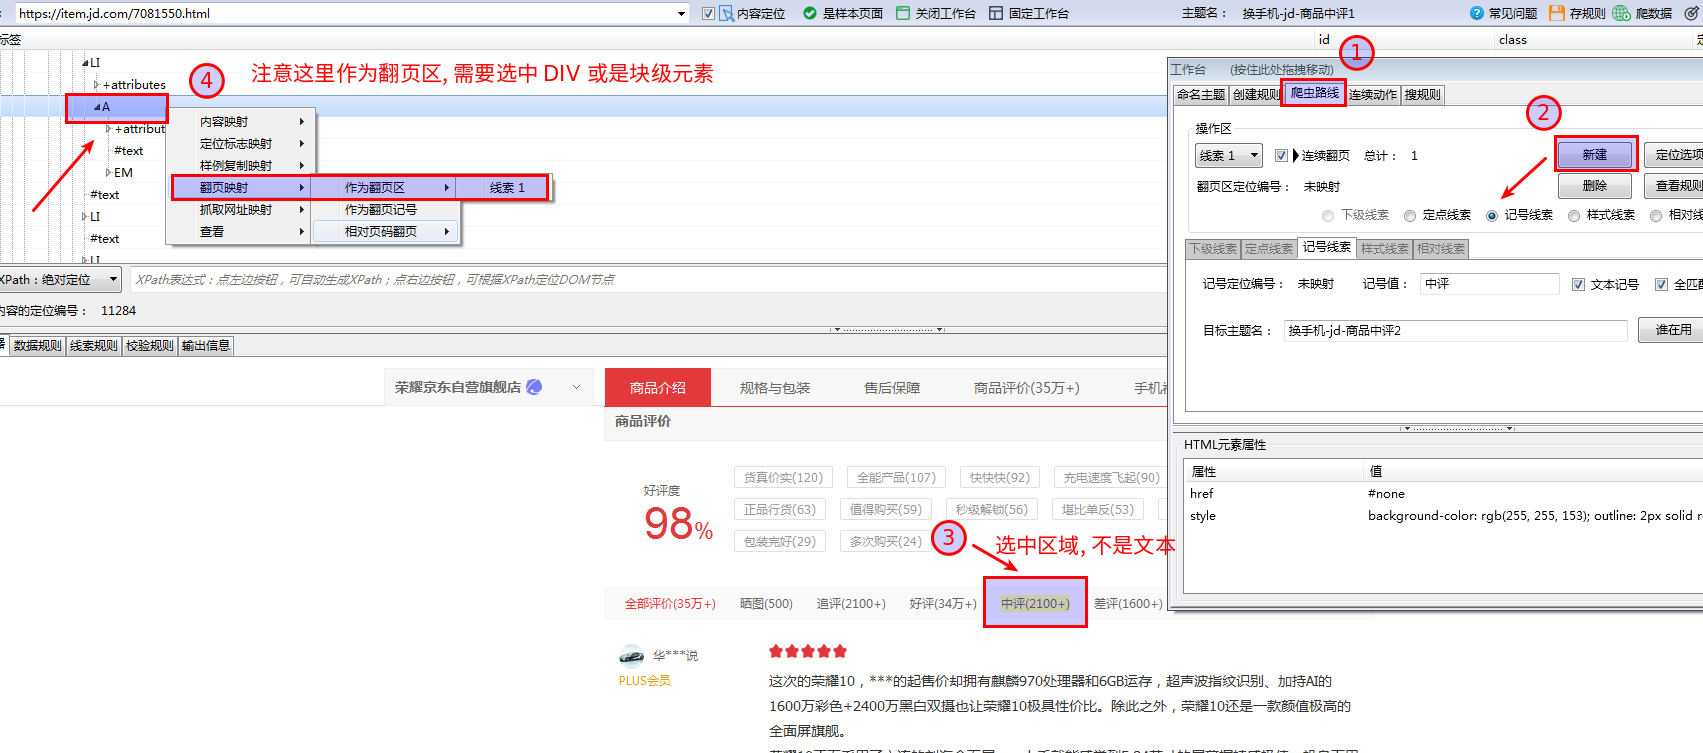 https://item.jd.com/7081550.html
内容定位
是样本页面
关闭工作台
固定工作台
主题名：
换手机-jd-商品中评1
常见问题
存规则
爬数据
标签
id
class
LI
+attributes
A
+attribut
#text
EM
#text
LI
#text
LI
4
注意这里作为翻页区, 需要选中 DIV 或是块级元素
内容映射
定位标志映射
样例复制映射
翻页映射
抓取网址映射
查看
作为翻页区
作为翻页记号
相对页码翻页
线索 1
XPath：绝对定位
XPath表达式：点左边按钮，可自动生成XPath；点右边按钮，可根据XPath定位DOM节点
内容的定位编号：
11284
数据规则
线索规则
校验规则
输出信息
1
工作台
(按住此处拖拽移动)
命名主题
创建规则
爬虫路线
连续动作
搜规则
2
操作区
线索 1
连续翻页
总计：
1
新建
定位选项
翻页区定位编号：
未映射
删除
查看规则
下级线索
定点线索
记号线索
样式线索
相对线
下级线索
定点线索
记号线索
样式线索
相对线索
记号定位编号：
未映射
记号值：
中评
文本记号
全匹配
目标主题名：
换手机-jd-商品中评2
谁在用
HTML元素属性
属性
值
href
#none
style
background-color: rgb(255, 255, 153); outline: 2px solid r
荣耀京东自营旗舰店
商品介绍
规格与包装
售后保障
商品评价(35万+)
手机社
商品评价
好评度
98%
货真价实(120)
全能产品(107)
快快快(92)
充电速度飞起(90)
正品行货(63)
值得购买(59)
秒级解锁(56)
堪比单反(53)
包装完好(29)
多次购买(24)
3
选中区域, 不是文本
全部评价(35万+)
晒图(500)
追评(2100+)
好评(34万+)
中评(2100+)
差评(1600+)
华***说
PLUS会员
这次的荣耀10，***的起售价却拥有麒麟970处理器和6GB运存，超声波指纹识别、加持AI的
1600万彩色+2400万黑白双摄也让荣耀10极具性价比。除此之外，荣耀10还是一款颜值极高的
全面屏旗舰。